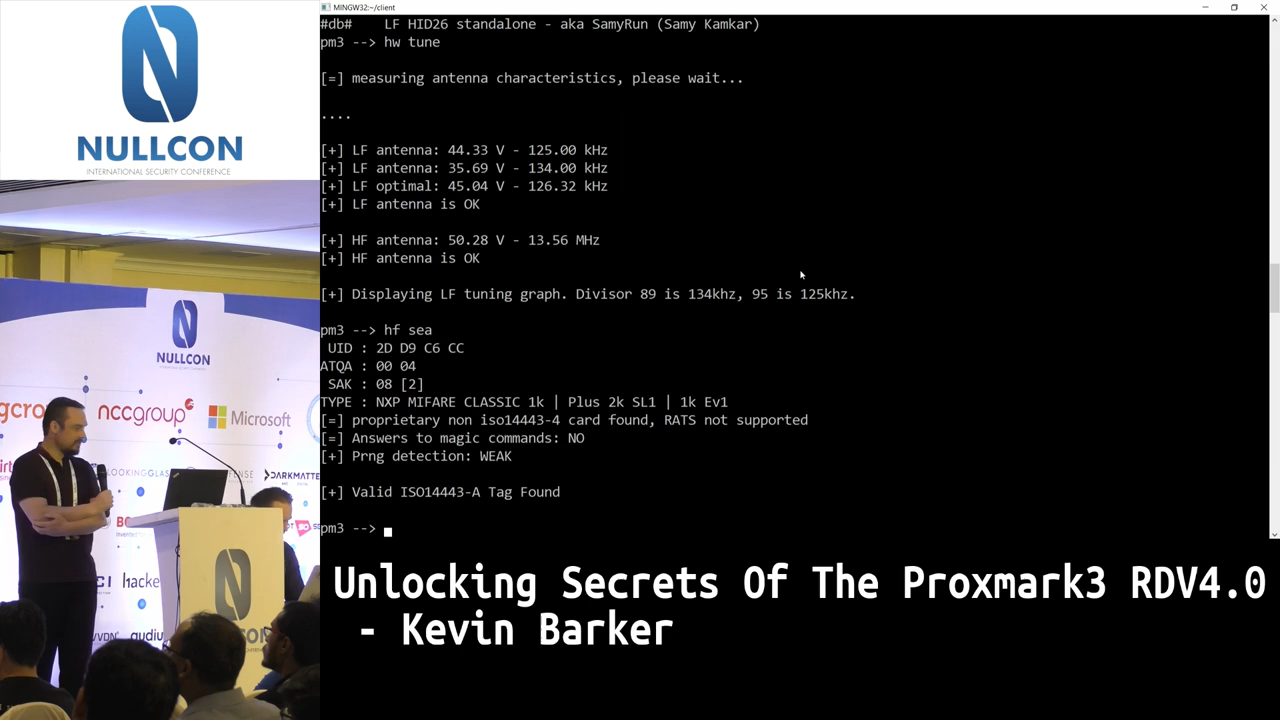 NULLCON
INTERNATIONAL SECURITY CONFERENCE
MINGW32:~/client
#db#    LF HID26 standalone - aka SamyRun (Samy Kamkar)
pm3 --> hw tune
[=] measuring antenna characteristics, please wait...
....
[+] LF antenna: 44.33 V - 125.00 kHz
[+] LF antenna: 35.69 V - 134.00 kHz
[+] LF optimal: 45.04 V - 126.32 kHz
[+] LF antenna is OK
[+] HF antenna: 50.28 V - 13.56 MHz
[+] HF antenna is OK
[+] Displaying LF tuning graph. Divisor 89 is 134khz, 95 is 125khz.
pm3 --> hf sea
UID : 2D D9 C6 CC
ATQA : 00 04
SAK : 08 [2]
TYPE : NXP MIFARE CLASSIC 1k | Plus 2k SL1 | 1k Ev1
[=] proprietary non iso14443-4 card found, RATS not supported
[=] Answers to magic commands: NO
[+] Prng detection: WEAK
[+] Valid ISO14443-A Tag Found
pm3 -->
NULLCON
nccgroup
Microsoft
DARKMATTER
hacke
Unlocking Secrets Of The Proxmark3 RDV4.0
- Kevin Barker